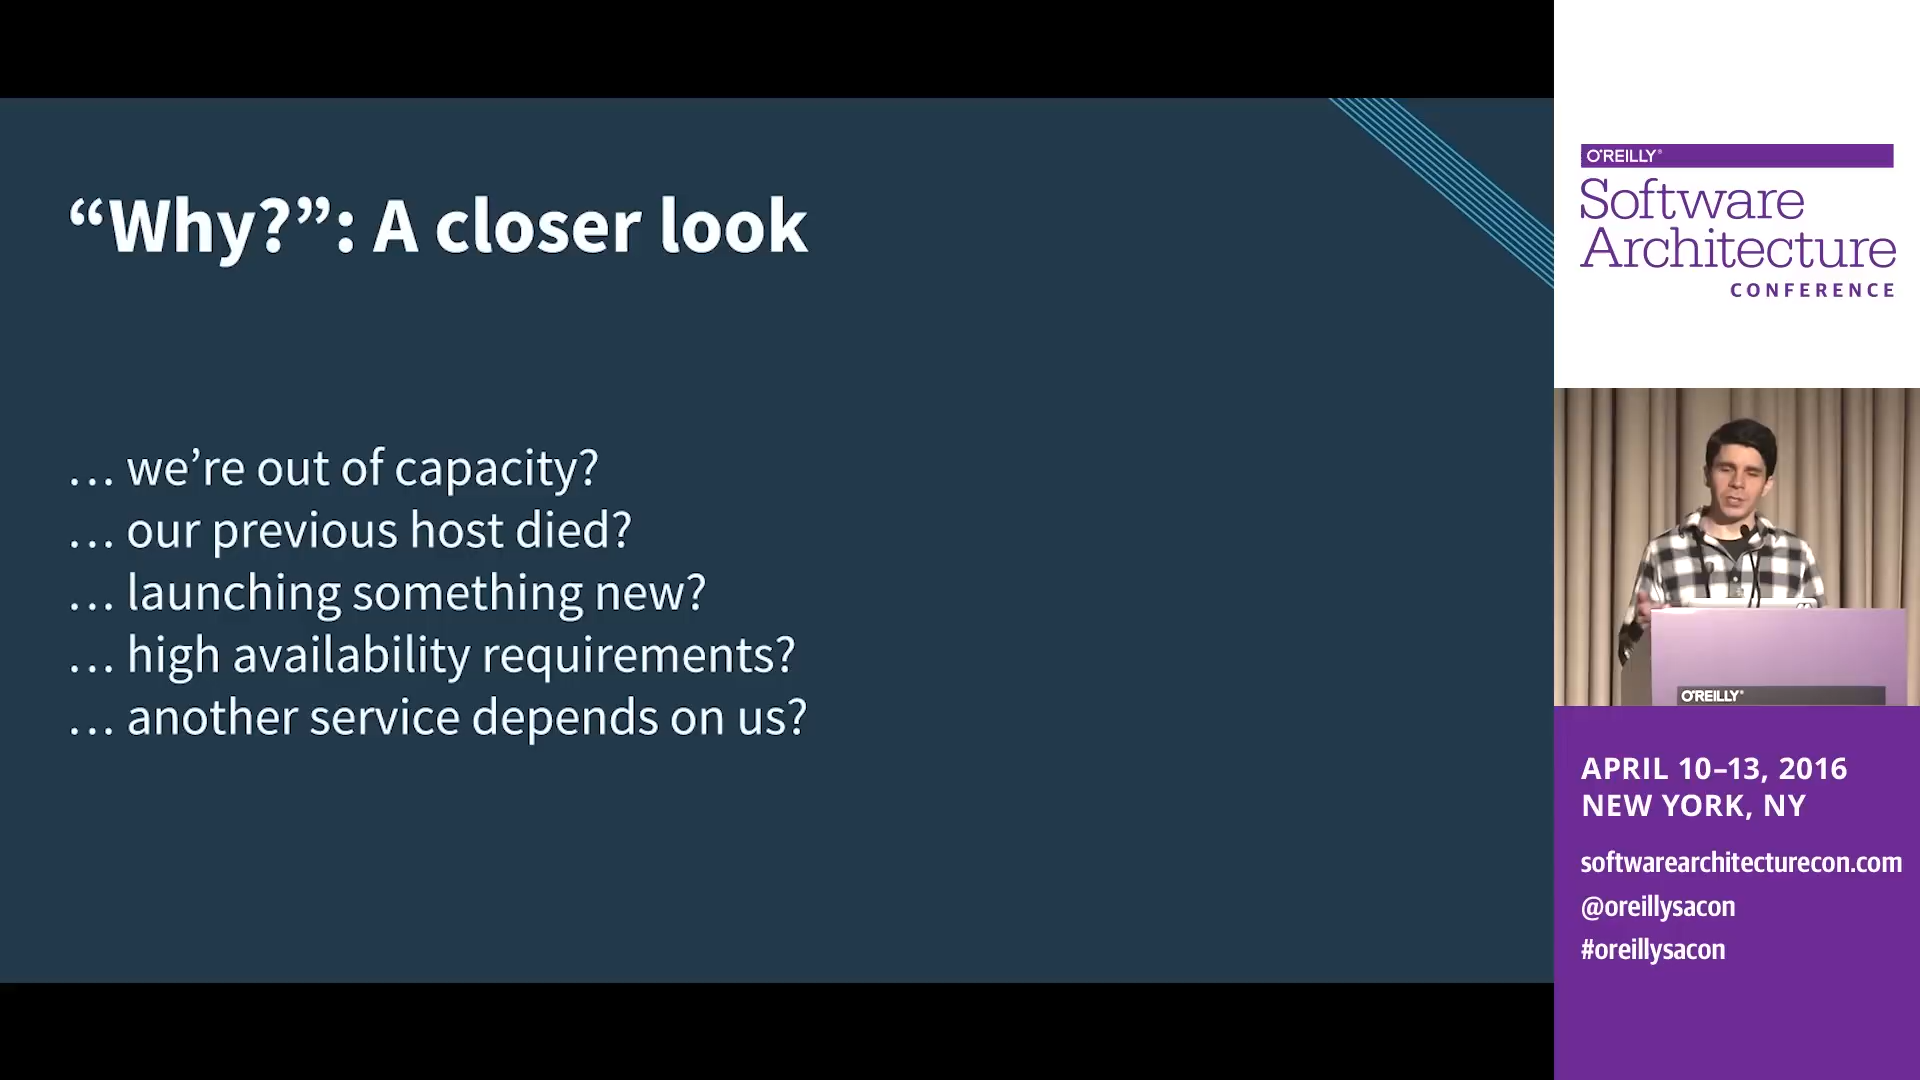 “Why?”: A closer look
… we’re out of capacity?
… our previous host died?
… launching something new?
… high availability requirements?
… another service depends on us?
O'REILLY®
Software
Architecture
CONFERENCE
O'REILLY®
APRIL 10–13, 2016
NEW YORK, NY
softwarearchitecturecon.com
@oreillysacon
#oreillysacon